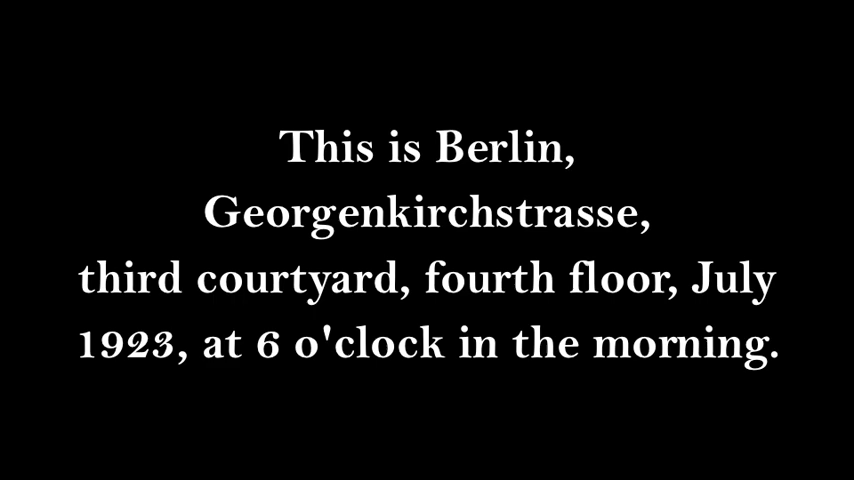 This is Berlin,
Georgenkirchstrasse,
third courtyard, fourth floor, July
1923, at 6 o'clock in the morning.